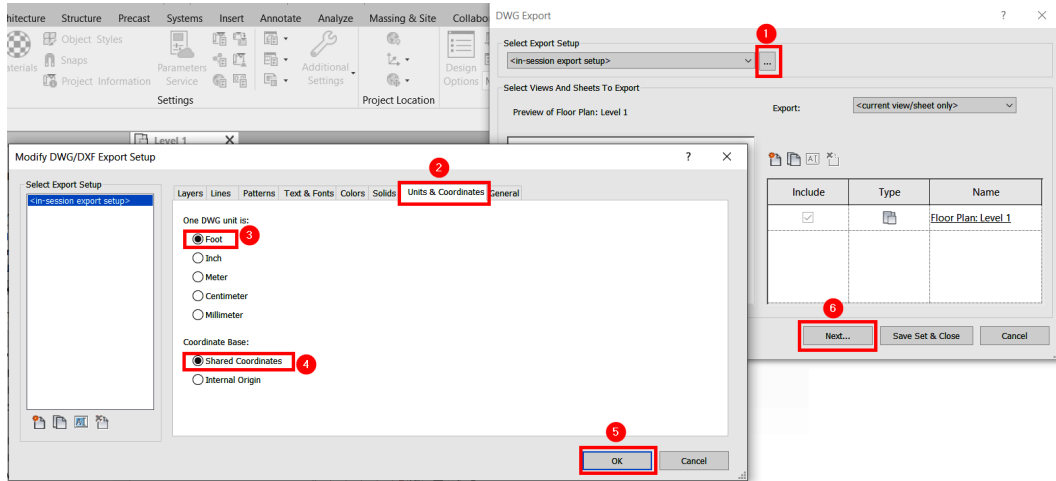 hitecture Structure Precast Systems Insert Annotate Analyze Massing & Site Collabo
Object Styles
Snaps
Project Information
aterials
Parameters
Service
Additional
Settings
Design
Options
Settings
Project Location
Level 1
DWG Export
?
1
Select Export Setup
<in-session export setup>
...
Select Views And Sheets To Export
Preview of Floor Plan: Level 1
Export:
<current view/sheet only>
Include Type Name
Floor Plan: Level 1
6
Next... Save Set & Close Cancel
Modify DWG/DXF Export Setup
?
2
Select Export Setup
<in-session export setup>
Layers Lines Patterns Text & Fonts Colors Solids Units & Coordinates General
One DWG unit is:
Foot
3
Inch
Meter
Centimeter
Millimeter
Coordinate Base:
Shared Coordinates
4
Internal Origin
5
OK Cancel